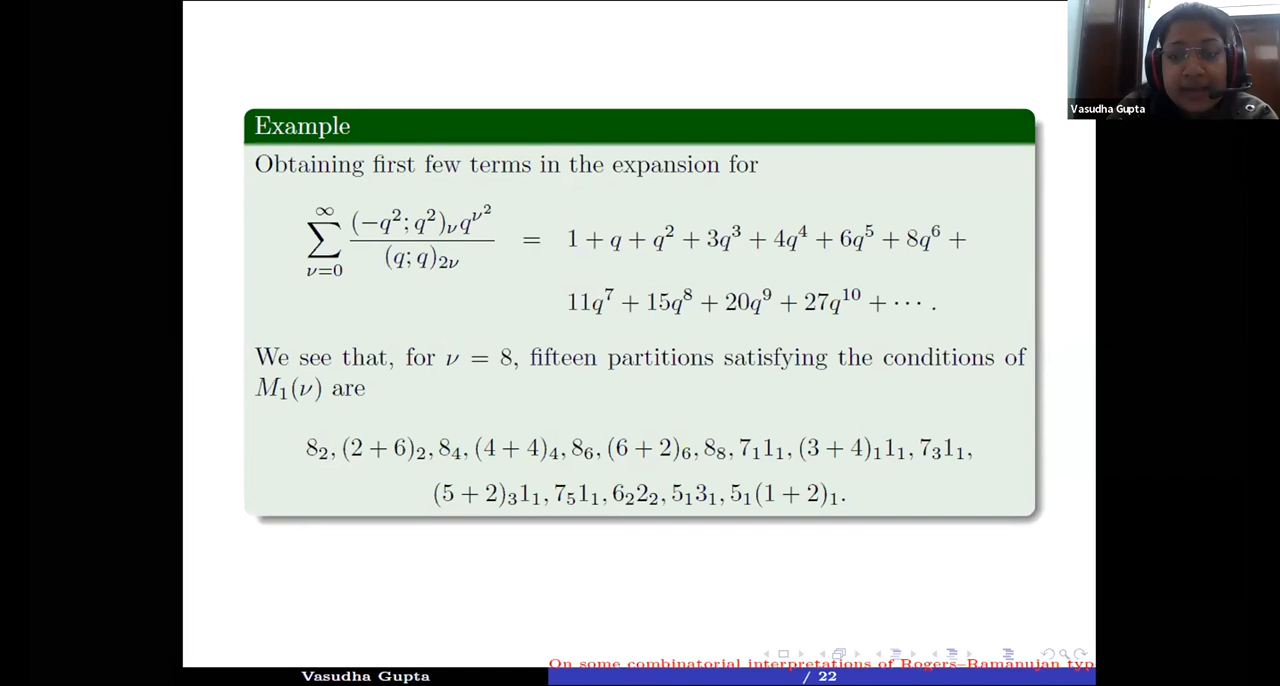 Example
Obtaining first few terms in the expansion for
∑_{ν=0}^{∞} \frac{(-q²; q²)_ν q^{ν²}}{(q; q)_{2ν}} = 1 + q + q² + 3q³ + 4q⁴ + 6q⁵ + 8q⁶ +
11q⁷ + 15q⁸ + 20q⁹ + 27q¹⁰ + ⋯ .
We see that, for ν = 8, fifteen partitions satisfying the conditions of
M₁(ν) are
8₂, (2 + 6)₂, 8₄, (4 + 4)₄, 8₆, (6 + 2)₆, 8₈, 7₁1₁, (3 + 4)₁1₁, 7₃1₁,
(5 + 2)₃1₁, 7₅1₁, 6₂2₂, 5₁3₁, 5₁(1 + 2)₁.
Vasudha Gupta
On some combinatorial interpretations of Rogers–Ramanujan typ
Vasudha Gupta
/ 22